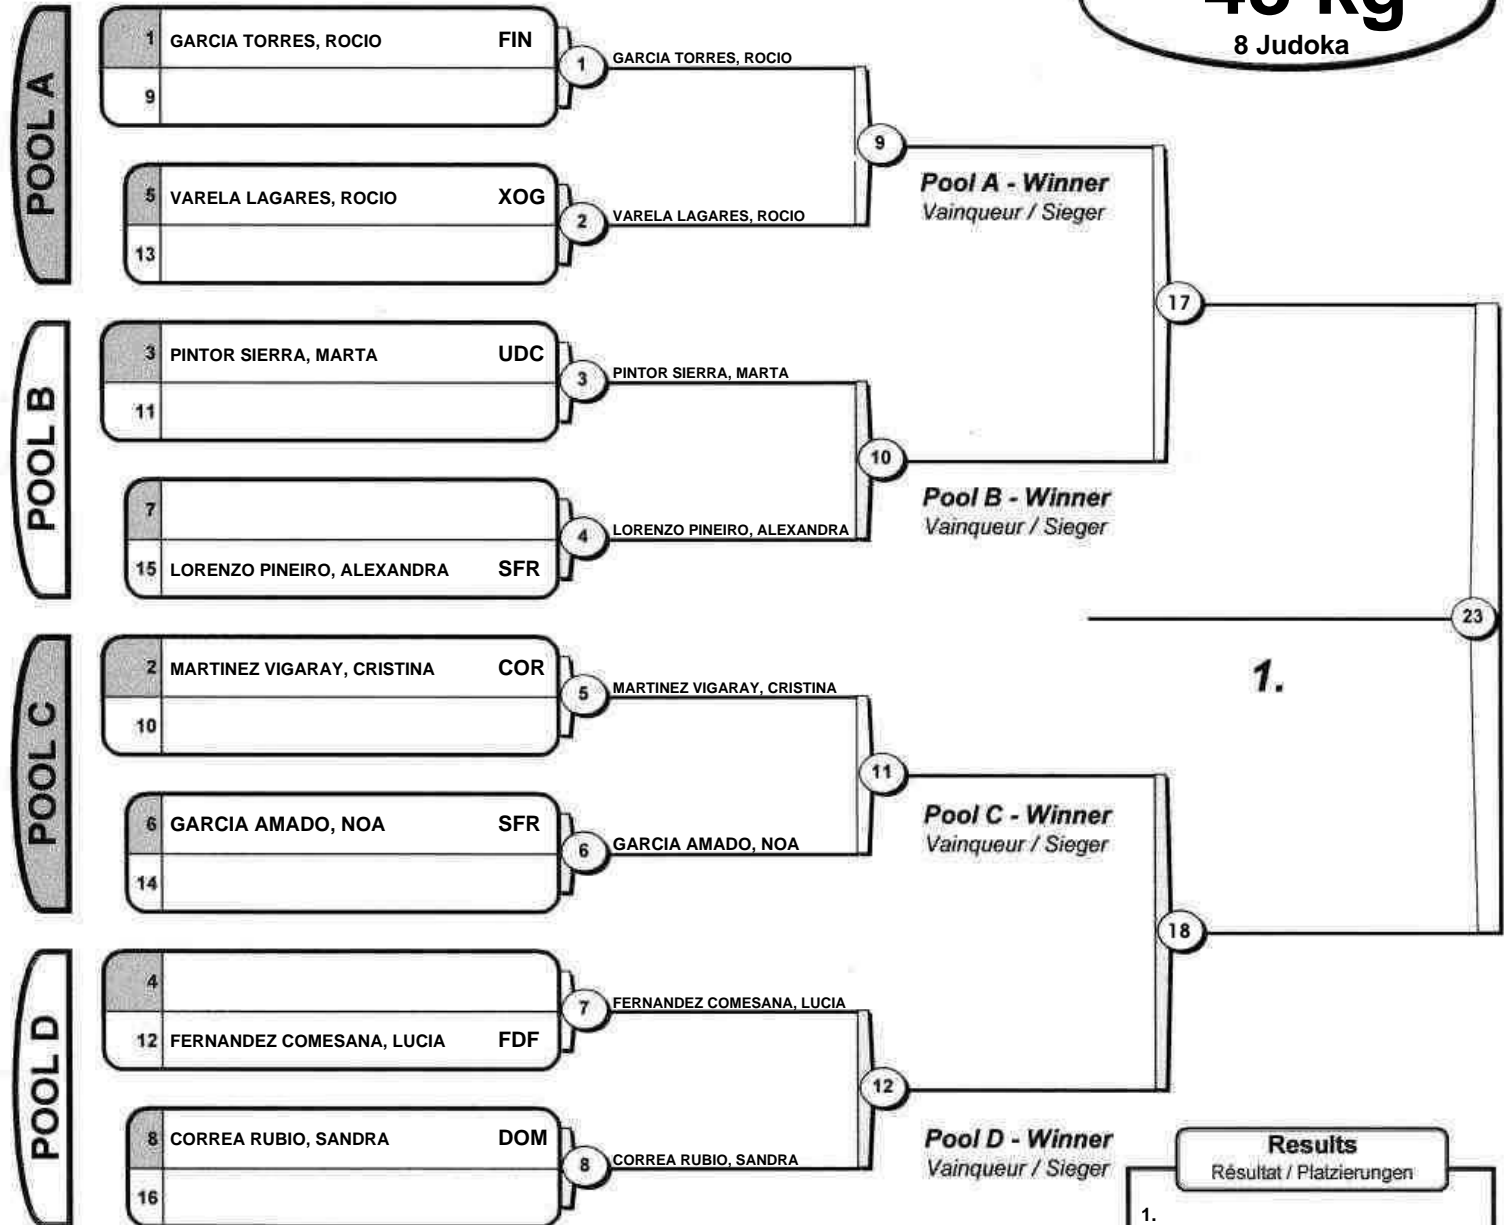 48 kg
8 Judoka
POOL A
1 GARCIA TORRES, ROCIO FIN
9
1 GARCIA TORRES, ROCIO
9
Pool A - Winner
Vainqueur / Sieger
5 VARELA LAGARES, ROCIO XOG
13
2 VARELA LAGARES, ROCIO
17
POOL B
3 PINTOR SIERRA, MARTA UDC
11
3 PINTOR SIERRA, MARTA
10
Pool B - Winner
Vainqueur / Sieger
7
15 LORENZO PINEIRO, ALEXANDRA SFR
4 LORENZO PINEIRO, ALEXANDRA
23
1.
POOL C
2 MARTINEZ VIGARAY, CRISTINA COR
10
5 MARTINEZ VIGARAY, CRISTINA
11
Pool C - Winner
Vainqueur / Sieger
6 GARCIA AMADO, NOA SFR
14
6 GARCIA AMADO, NOA
18
POOL D
4
12 FERNANDEZ COMESANA, LUCIA FDF
7 FERNANDEZ COMESANA, LUCIA
12
Pool D - Winner
Vainqueur / Sieger
8 CORREA RUBIO, SANDRA DOM
16
8 CORREA RUBIO, SANDRA
Results
Résultat / Platzierungen
1.